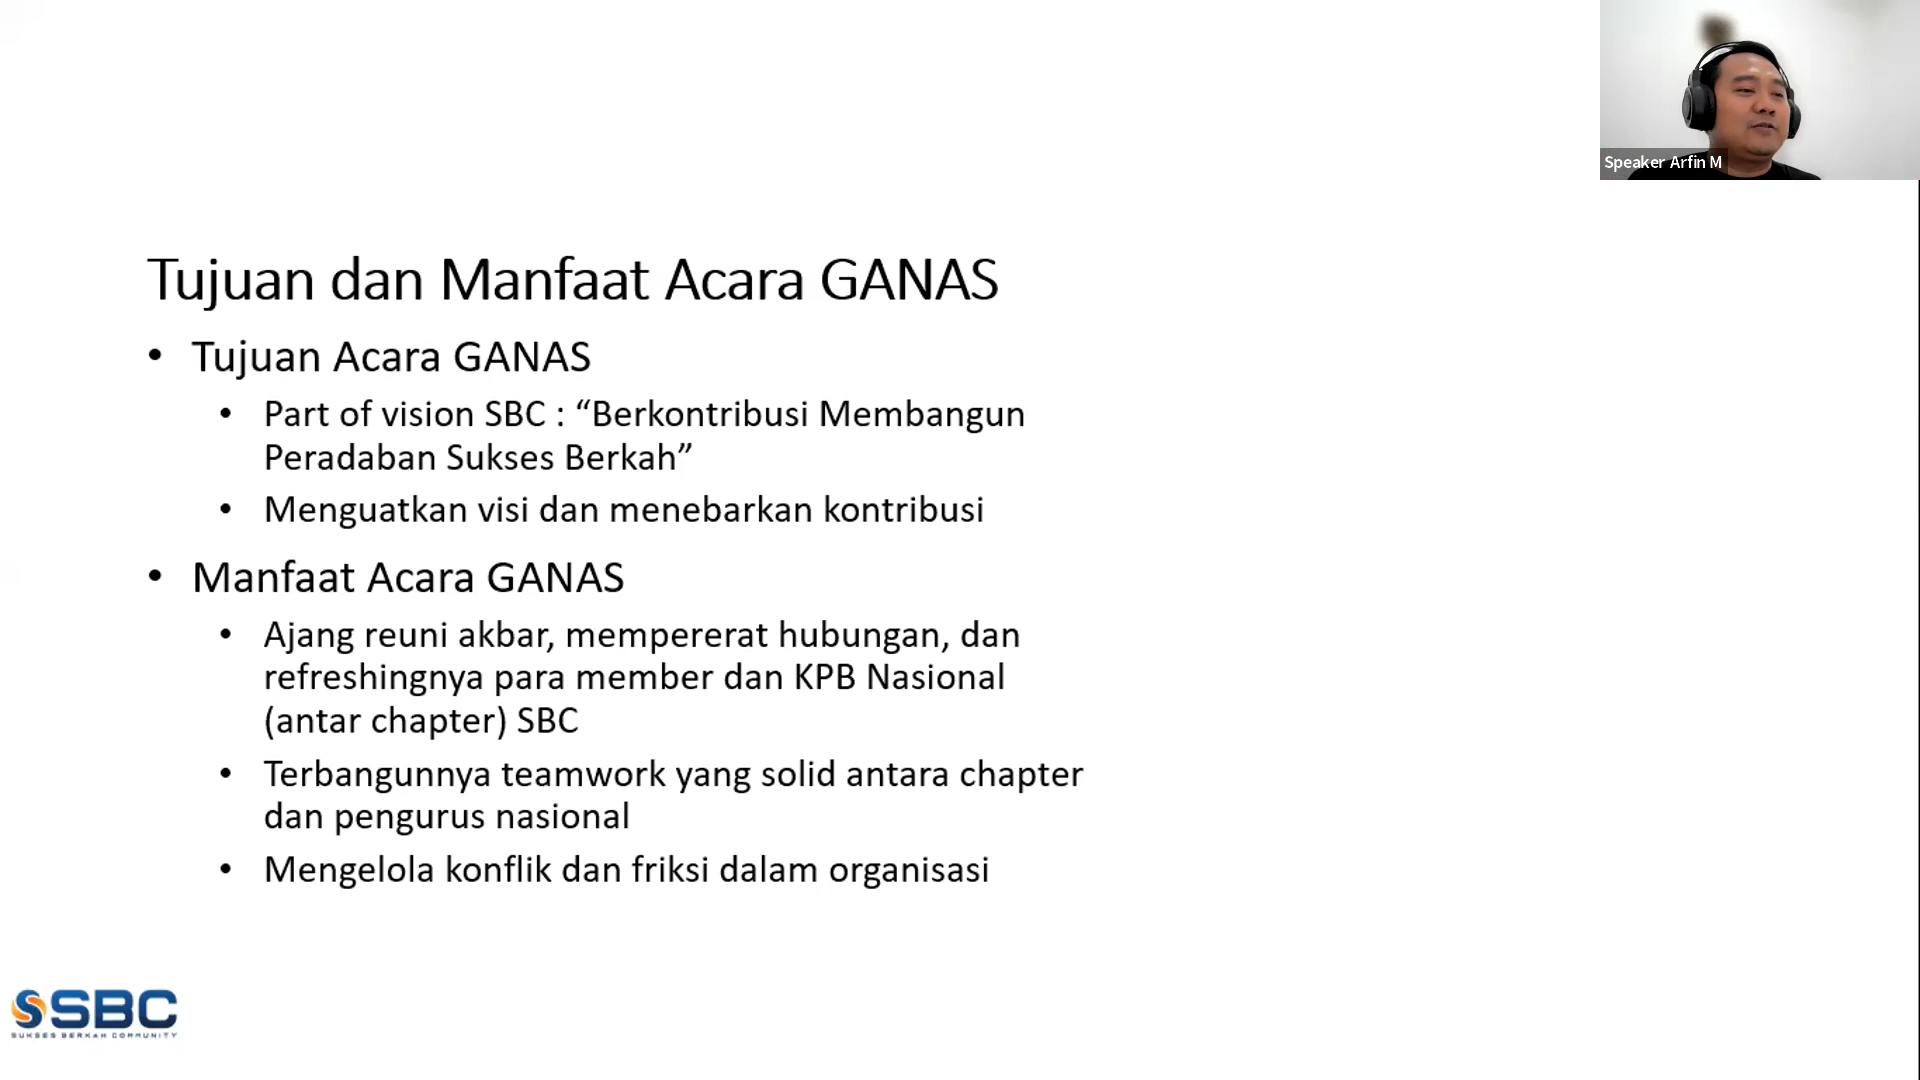 Speaker Arfin M
Tujuan dan Manfaat Acara GANAS
• Tujuan Acara GANAS
• Part of vision SBC : “Berkontribusi Membangun
Peradaban Sukses Berkah”
• Menguatkan visi dan menebarkan kontribusi
• Manfaat Acara GANAS
• Ajang reuni akbar, mempererat hubungan, dan
refreshingnya para member dan KPB Nasional
(antar chapter) SBC
• Terbangunnya teamwork yang solid antara chapter
dan pengurus nasional
• Mengelola konflik dan friksi dalam organisasi
SBC
SUKSES BERKAH COMMUNITY